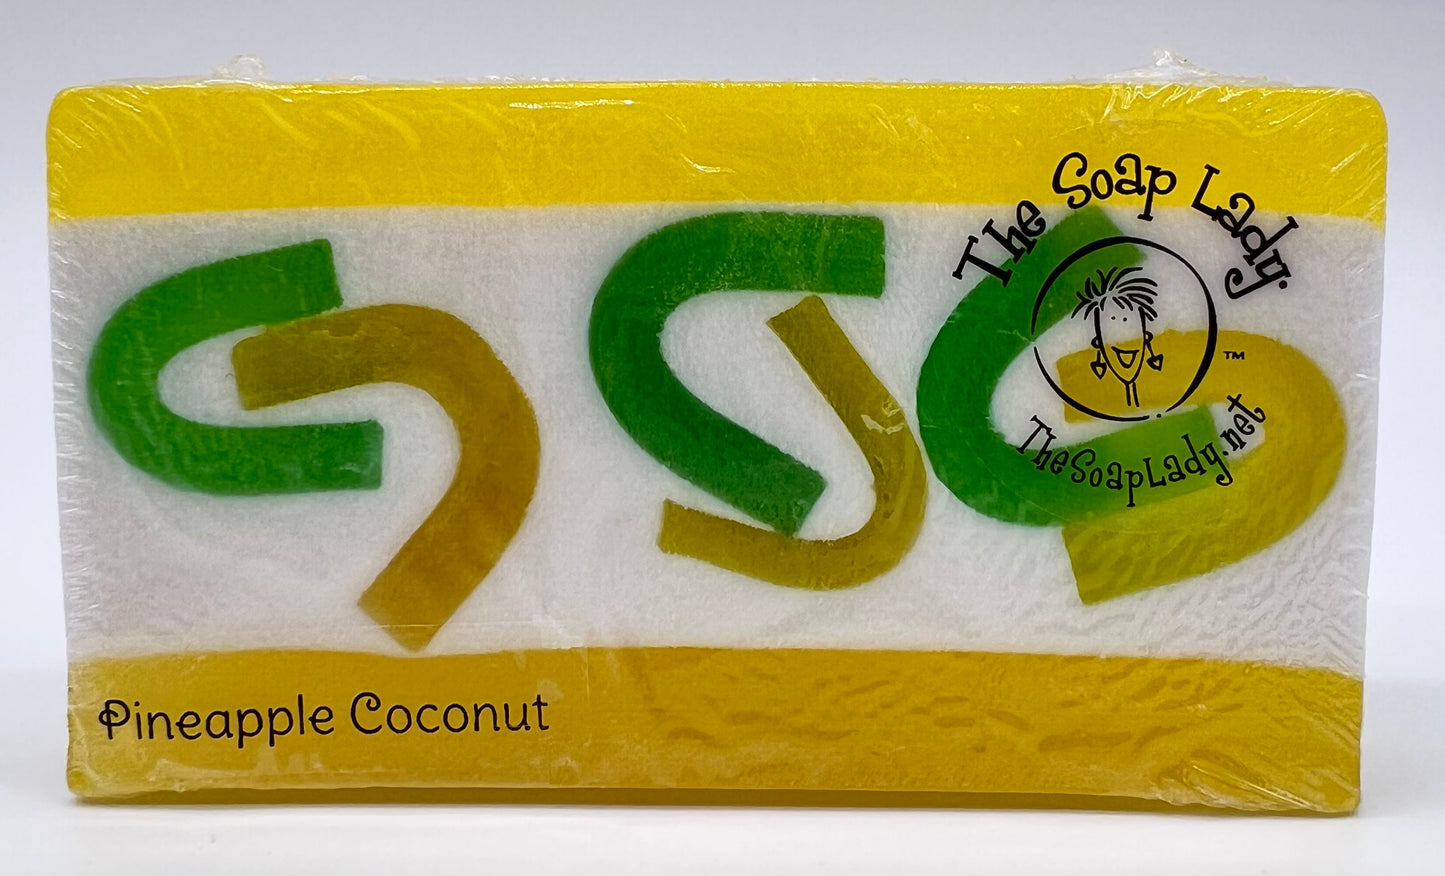 The Soap Lady
™
TheSoapLady.net
Pineapple Coconut